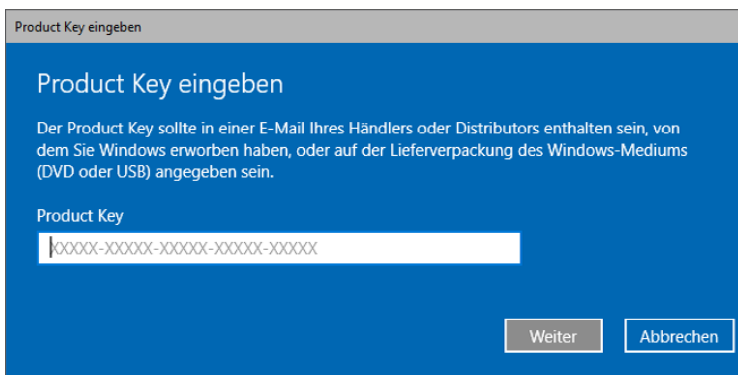 Product Key eingeben
Product Key eingeben
Der Product Key sollte in einer E-Mail Ihres Händlers oder Distributors enthalten sein, von
dem Sie Windows erworben haben, oder auf der Lieferverpackung des Windows-Mediums
(DVD oder USB) angegeben sein.
Product Key
XXXXX-XXXXX-XXXXX-XXXXX-XXXXX
Weiter Abbrechen